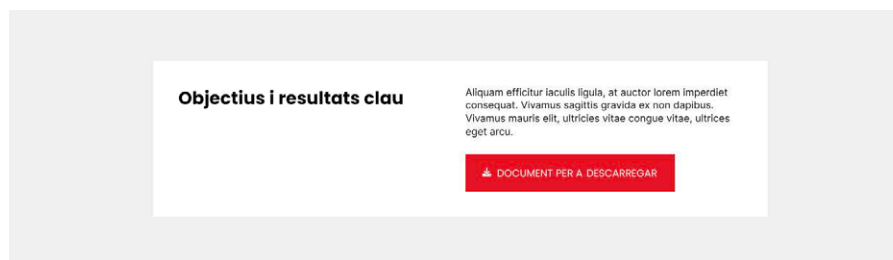 Objectius i resultats clau
Aliquam efficitur iaculis ligula, at auctor lorem imperdiet
consequat. Vivamus sagittis gravida ex non dapibus.
Vivamus mauris elit, ultricies vitae congue vitae, ultrices
eget arcu.
DOCUMENT PER A DESCARREGAR